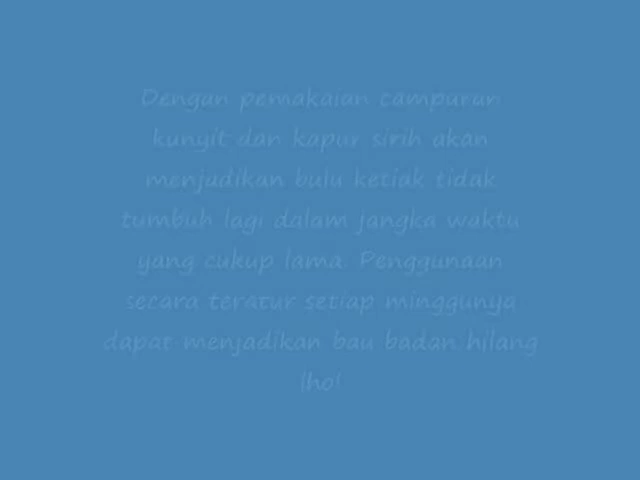 Dengan pemakaian campuran
kunyit dan kapur sirih akan
menjadikan bulu ketiak tidak
tumbuh lagi dalam jangka waktu
yang cukup lama. Penggunaan
secara teratur setiap minggunya
dapat menjadikan bau badan hilang
lho!